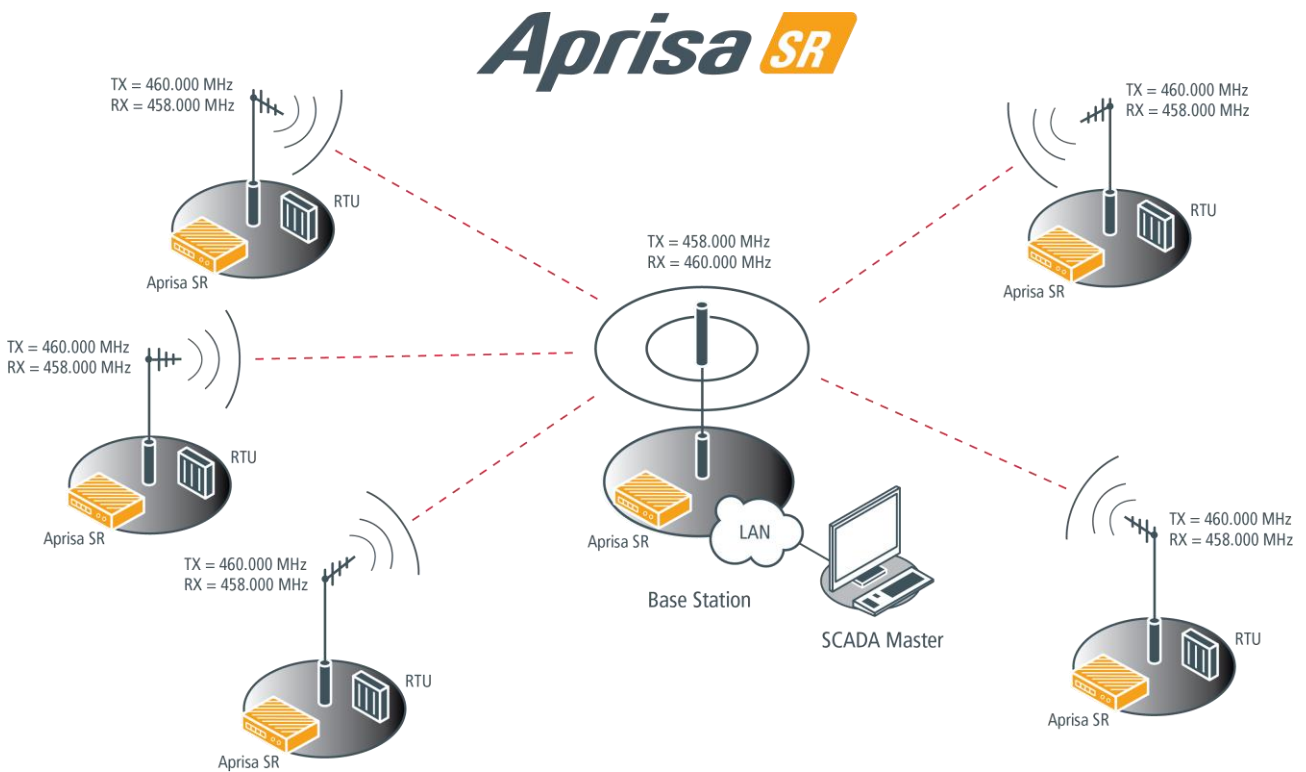 Aprisa SR
TX = 460.000 MHz
RX = 458.000 MHz
RTU
Aprisa SR
TX = 460.000 MHz
RX = 458.000 MHz
RTU
Aprisa SR
TX = 458.000 MHz
RX = 460.000 MHz
TX = 460.000 MHz
RX = 458.000 MHz
RTU
Aprisa SR
Aprisa SR
LAN
Base Station
SCADA Master
TX = 460.000 MHz
RX = 458.000 MHz
RTU
Aprisa SR
TX = 460.000 MHz
RX = 458.000 MHz
RTU
Aprisa SR